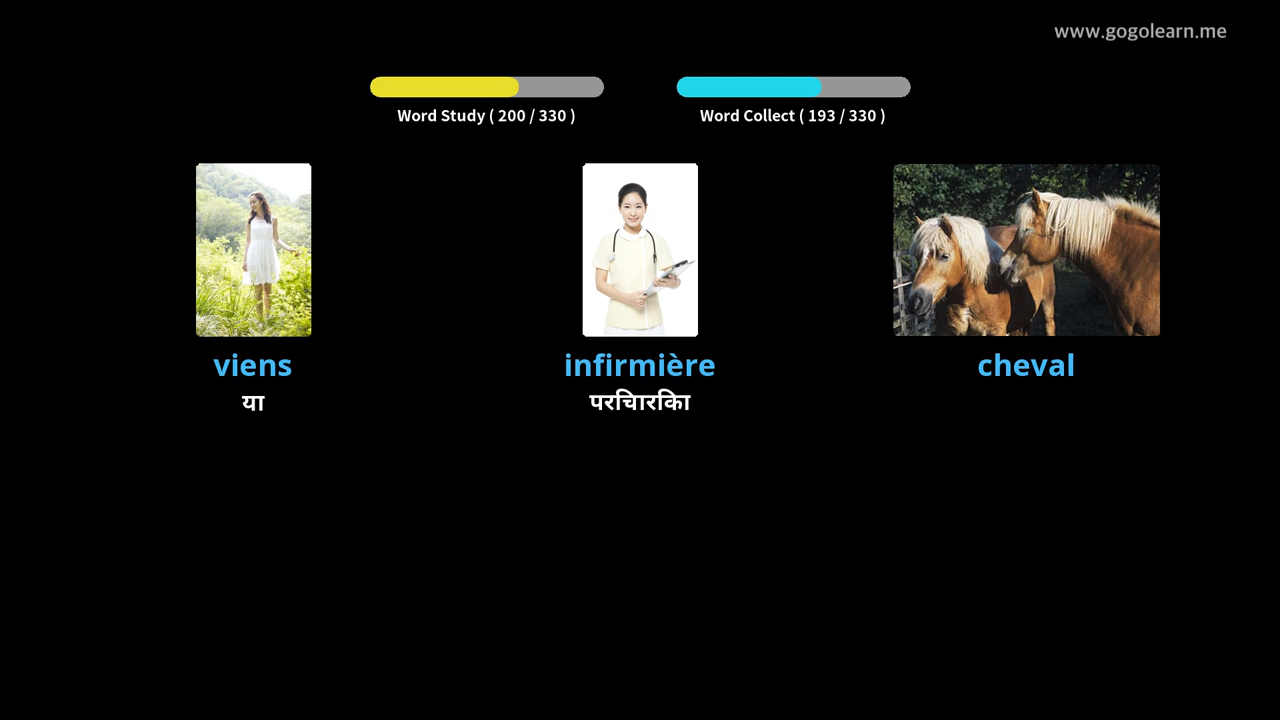 www.gogolearn.me
Word Study ( 200 / 330 )
Word Collect ( 193 / 330 )
viens
infirmière
cheval
या
परिचारिका